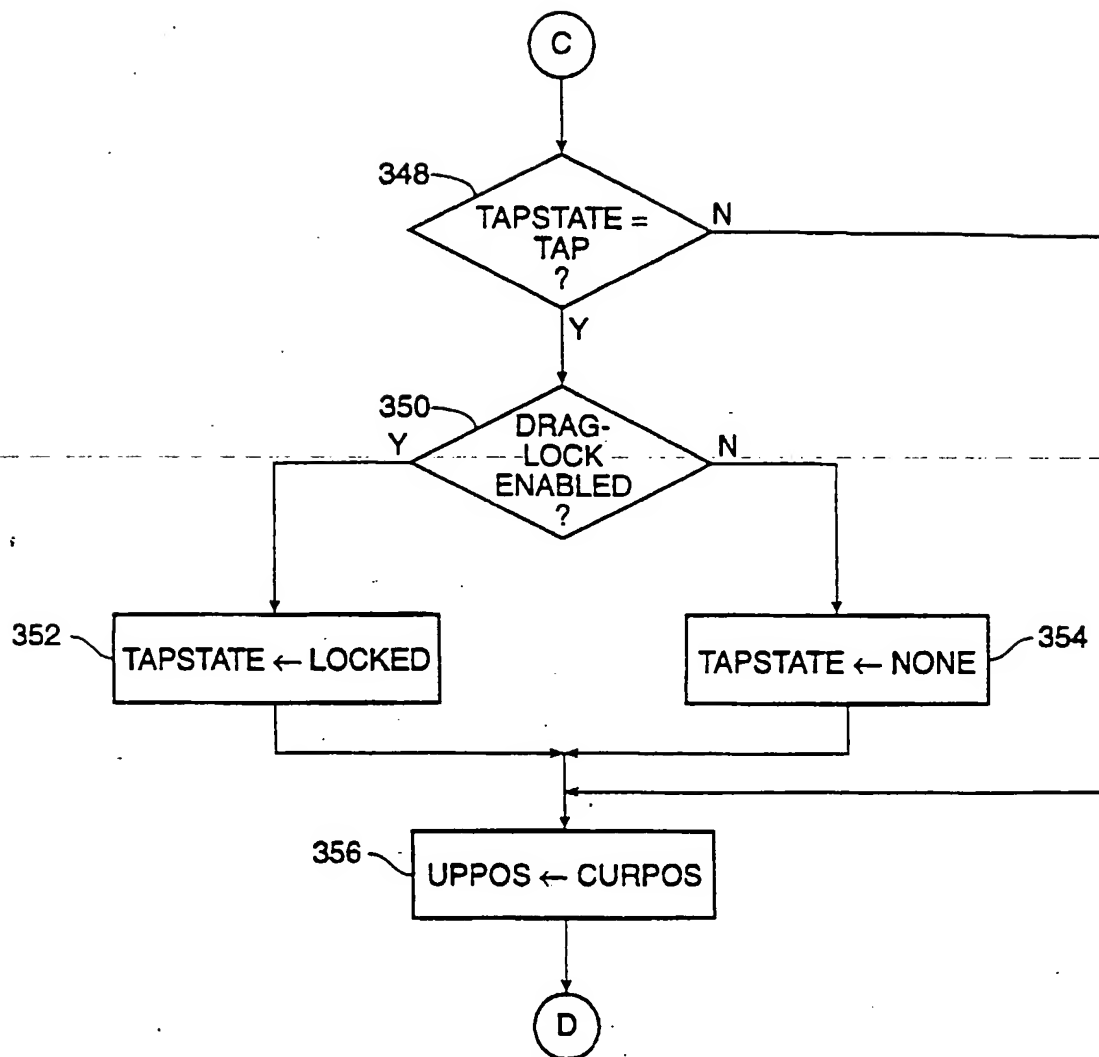 C
348
TAPSTATE =
TAP
?
N
Y
350
DRAG-
LOCK
ENABLED
?
Y
N
352
TAPSTATE ← LOCKED
TAPSTATE ← NONE
354
356
UPPOS ← CURPOS
D